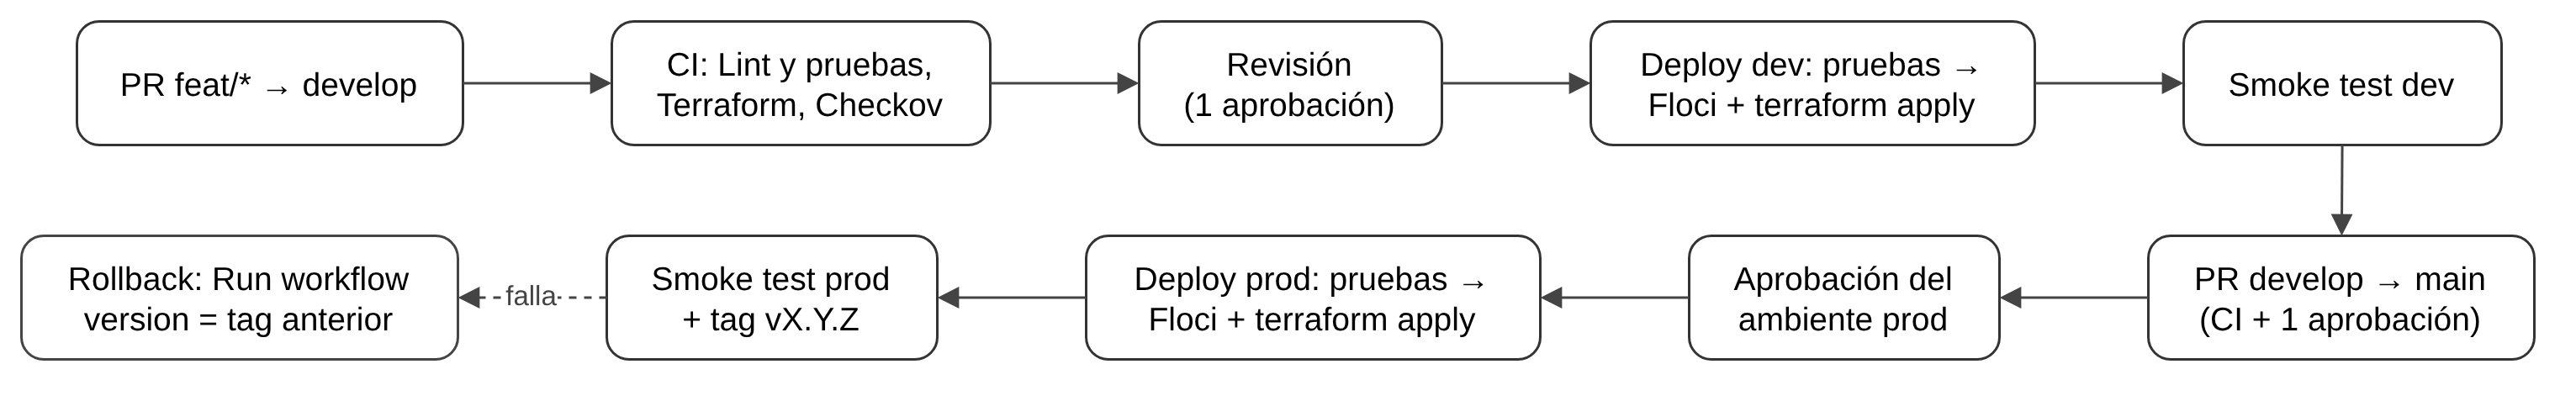 PR feat/* → develop
CI: Lint y pruebas,
Terraform, Checkov
Revisión
(1 aprobación)
Deploy dev: pruebas →
Floci + terraform apply
Smoke test dev
PR develop → main
(CI + 1 aprobación)
Aprobación del
ambiente prod
Deploy prod: pruebas →
Floci + terraform apply
Smoke test prod
+ tag vX.Y.Z
falla
Rollback: Run workflow
version = tag anterior